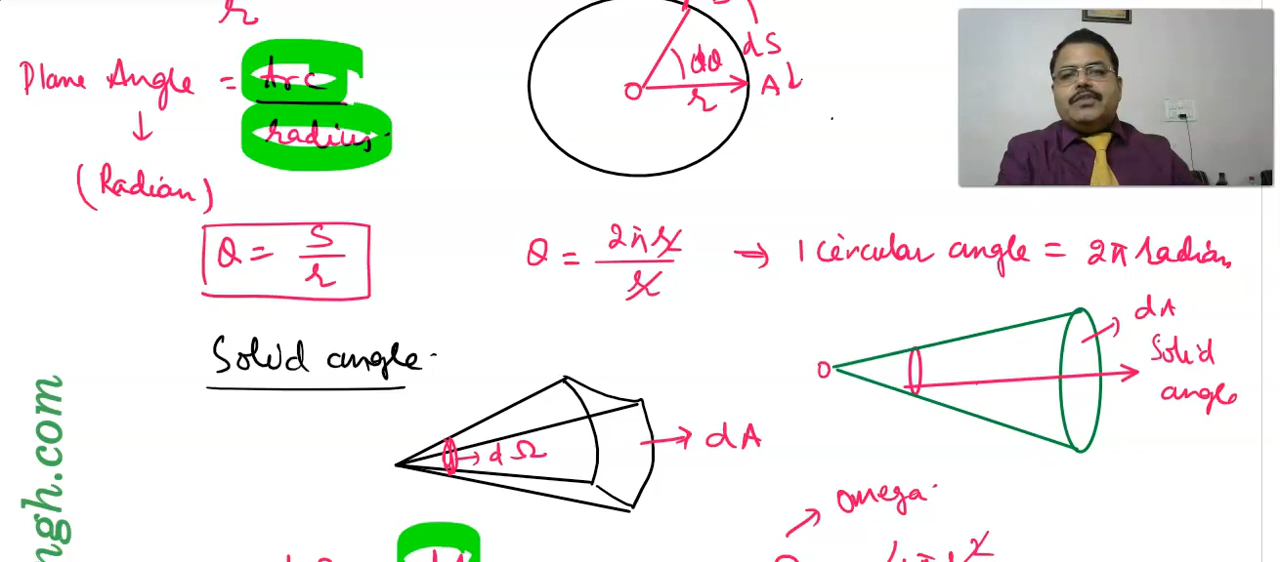 r
Plane Angle = Arc
radius
(Radian)
θ = S
r
O
dθ
r
dS
A
θ = 2πr
r
→ 1 circular angle = 2π radian
Solid angle
O
dA
Solid
angle
dΩ
dA
omega
ngh.com